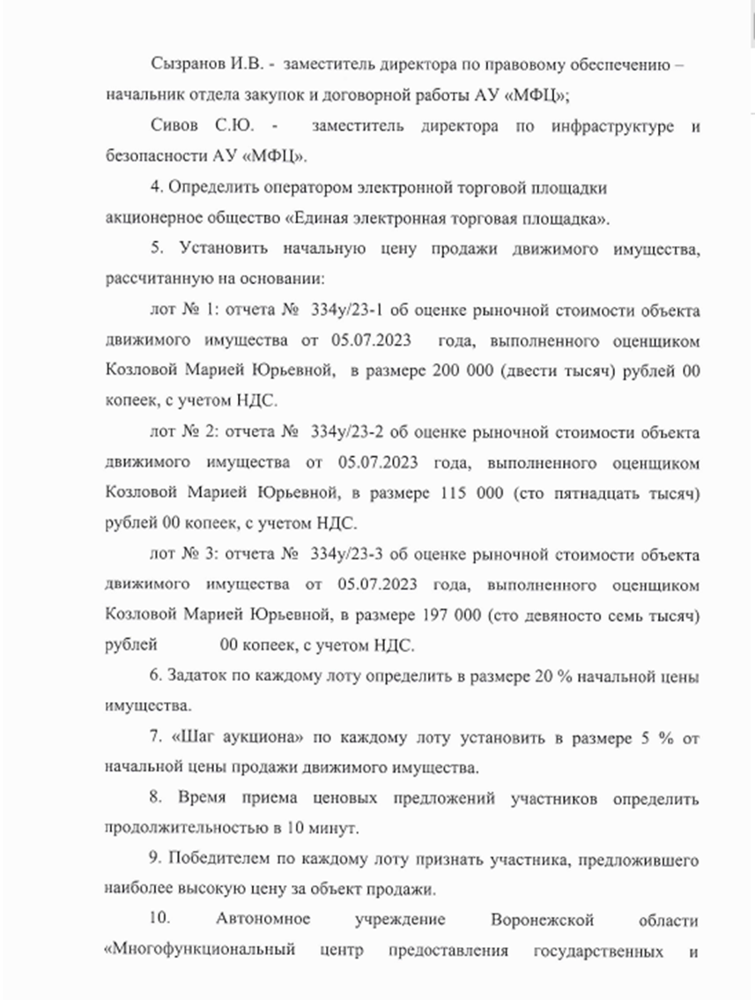 Сызранов И.В. - заместитель директора по правовому обеспечению –
начальник отдела закупок и договорной работы АУ «МФЦ»;
Сивов С.Ю. - заместитель директора по инфраструктуре и
безопасности АУ «МФЦ».
4. Определить оператором электронной торговой площадки
акционерное общество «Единая электронная торговая площадка».
5. Установить начальную цену продажи движимого имущества,
рассчитанную на основании:
лот № 1: отчета № 334у/23-1 об оценке рыночной стоимости объекта
движимого имущества от 05.07.2023 года, выполненного оценщиком
Козловой Марией Юрьевной, в размере 200 000 (двести тысяч) рублей 00
копеек, с учетом НДС.
лот № 2: отчета № 334у/23-2 об оценке рыночной стоимости объекта
движимого имущества от 05.07.2023 года, выполненного оценщиком
Козловой Марией Юрьевной, в размере 115 000 (сто пятнадцать тысяч)
рублей 00 копеек, с учетом НДС.
лот № 3: отчета № 334у/23-3 об оценке рыночной стоимости объекта
движимого имущества от 05.07.2023 года, выполненного оценщиком
Козловой Марией Юрьевной, в размере 197 000 (сто девяносто семь тысяч)
рублей 00 копеек, с учетом НДС.
6. Задаток по каждому лоту определить в размере 20 % начальной цены
имущества.
7. «Шаг аукциона» по каждому лоту установить в размере 5 % от
начальной цены продажи движимого имущества.
8. Время приема ценовых предложений участников определить
продолжительностью в 10 минут.
9. Победителем по каждому лоту признать участника, предложившего
наиболее высокую цену за объект продажи.
10. Автономное учреждение Воронежской области
«Многофункциональный центр предоставления государственных и